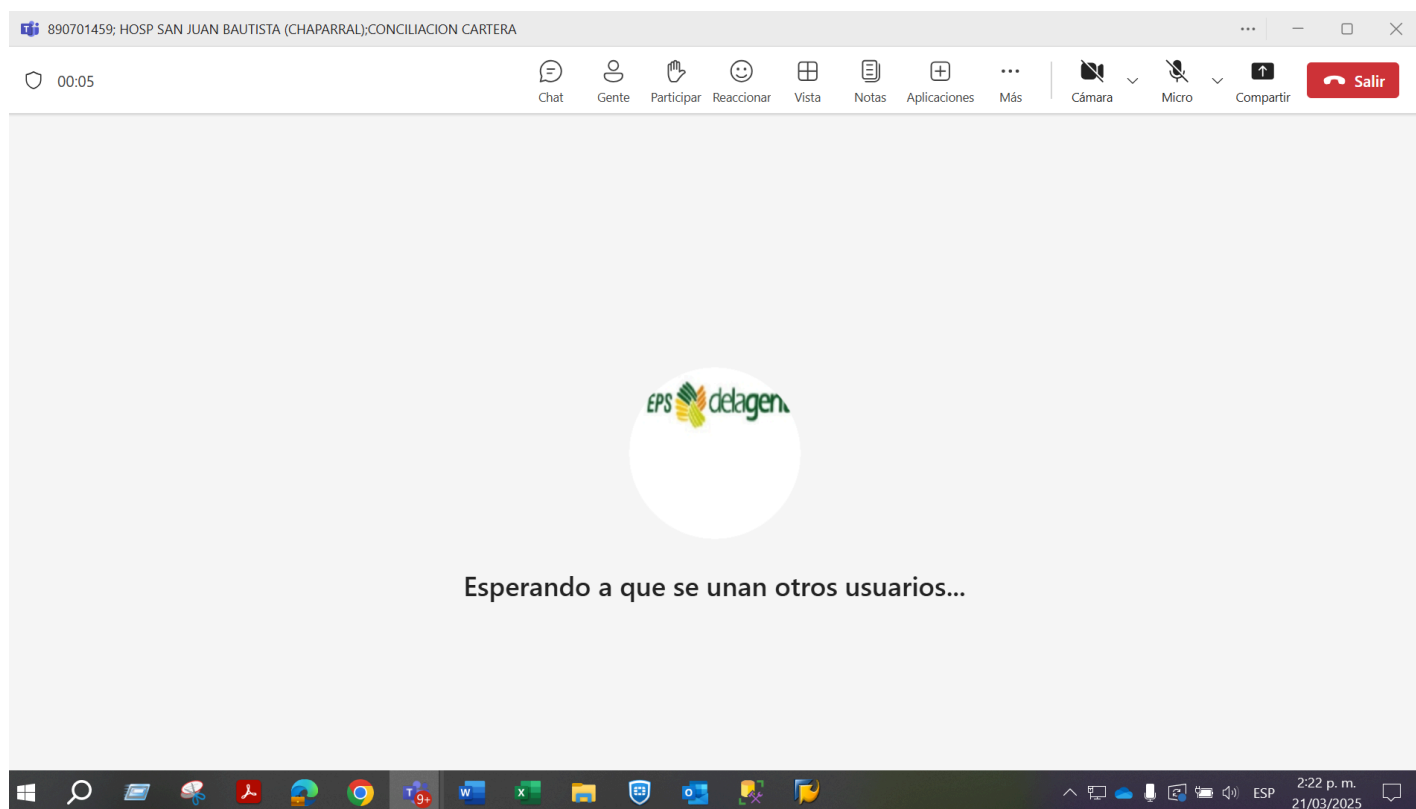 890701459; HOSP SAN JUAN BAUTISTA (CHAPARRAL);CONCILIACION CARTERA
00:05
Chat Gente Participar Reaccionar Vista Notas Aplicaciones Más Cámara Micro Compartir Salir
EPS delagen
Esperando a que se unan otros usuarios...
9+
ESP
2:22 p. m.
21/03/2025